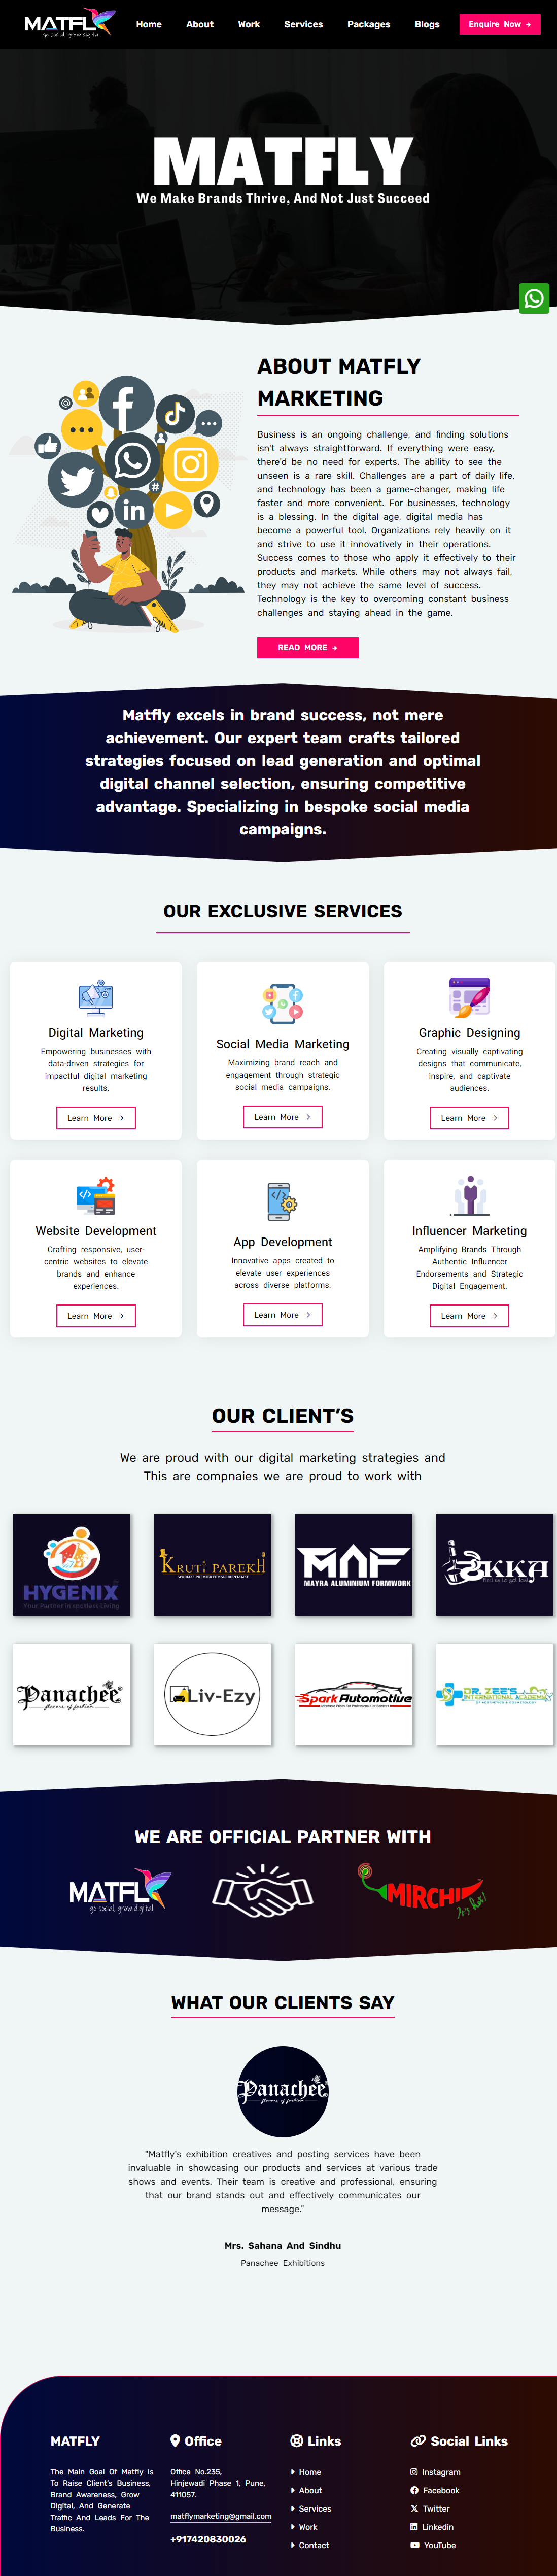 MATFLY
go social, grow digital
Home About Work Services Packages Blogs Enquire Now →
MATFLY
We Make Brands Thrive, And Not Just Succeed
ABOUT MATFLY
MARKETING
Business is an ongoing challenge, and finding solutions
isn't always straightforward. If everything were easy,
there'd be no need for experts. The ability to see the
unseen is a rare skill. Challenges are a part of daily life,
and technology has been a game-changer, making life
faster and more convenient. For businesses, technology
is a blessing. In the digital age, digital media has
become a powerful tool. Organizations rely heavily on it
and strive to use it innovatively in their operations.
Success comes to those who apply it effectively to their
products and markets. While others may not always fail,
they may not achieve the same level of success.
Technology is the key to overcoming constant business
challenges and staying ahead in the game.
READ MORE →
Matfly excels in brand success, not mere
achievement. Our expert team crafts tailored
strategies focused on lead generation and optimal
digital channel selection, ensuring competitive
advantage. Specializing in bespoke social media
campaigns.
OUR EXCLUSIVE SERVICES
Digital Marketing
Empowering businesses with
data-driven strategies for
impactful digital marketing
results.
Learn More →
Social Media Marketing
Maximizing brand reach and
engagement through strategic
social media campaigns.
Learn More →
Graphic Designing
Creating visually captivating
designs that communicate,
inspire, and captivate
audiences.
Learn More →
Website Development
Crafting responsive, user-
centric websites to elevate
brands and enhance
experiences.
Learn More →
App Development
Innovative apps created to
elevate user experiences
across diverse platforms.
Learn More →
Influencer Marketing
Amplifying Brands Through
Authentic Influencer
Endorsements and Strategic
Digital Engagement.
Learn More →
OUR CLIENT'S
We are proud with our digital marketing strategies and
This are compnaies we are proud to work with
HYGENIX
Your Partner in spotless Living
KRUTI PAREKH
WORLD'S PREMIER FEMALE MENTALIST
MAF
MAYRA ALUMINIUM FORMWORK
KKA
Panacheé
Liv-Ezy
Spark Automotive
DR. ZEE'S
INTERNATIONAL ACADEMY
OF AESTHETICS & COSMETOLOGY
WE ARE OFFICIAL PARTNER WITH
MATFLY
go social, grow digital
MIRCHI
WHAT OUR CLIENTS SAY
Panacheé
"Matfly's exhibition creatives and posting services have been
invaluable in showcasing our products and services at various trade
shows and events. Their team is creative and professional, ensuring
that our brand stands out and effectively communicates our
message."
Mrs. Sahana And Sindhu
Panachee Exhibitions
MATFLY
The Main Goal Of Matfly Is
To Raise Client's Business,
Brand Awareness, Grow
Digital, And Generate
Traffic And Leads For The
Business.
Office
Office No.235,
Hinjewadi Phase 1, Pune,
411057.
matflymarketing@gmail.com
+917420830026
Links
Home
About
Services
Work
Contact
Social Links
Instagram
Facebook
Twitter
Linkedin
YouTube